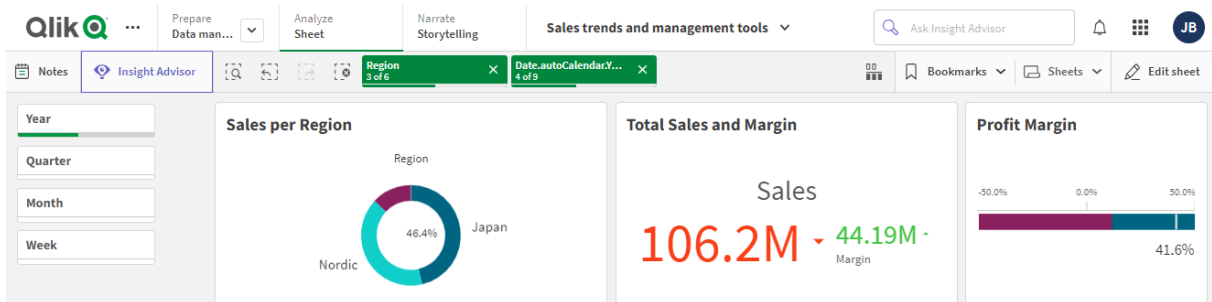 Qlik
Prepare
Data man...
Analyze
Sheet
Narrate
Storytelling
Sales trends and management tools
Ask Insight Advisor
JB
Notes
Insight Advisor
Region
3 of 6
Date.autoCalendar.Y...
4 of 9
Bookmarks
Sheets
Edit sheet
Year
Quarter
Month
Week
Sales per Region
Region
46.4%
Japan
Nordic
Total Sales and Margin
Sales
106.2M
44.19M
Margin
Profit Margin
-50.0% 0.0% 50.0%
41.6%